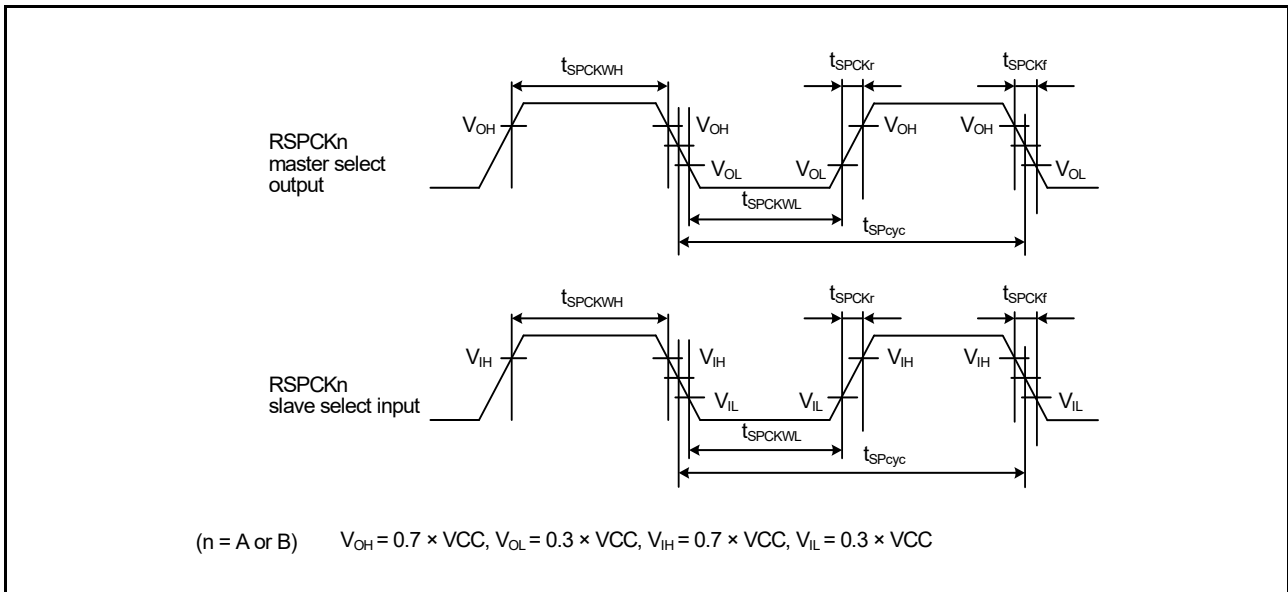 tSPCKWH
tSPCKr
tSPCKf
RSPCKn
master select
output
VOH
VOH
VOL
VOL
VOH
VOH
VOL
tSPCKWL
tSPcyc
tSPCKWH
tSPCKr
tSPCKf
RSPCKn
slave select input
VIH
VIH
VIL
VIL
VIH
VIH
VIL
tSPCKWL
tSPcyc
(n = A or B) VOH = 0.7 × VCC, VOL = 0.3 × VCC, VIH = 0.7 × VCC, VIL = 0.3 × VCC